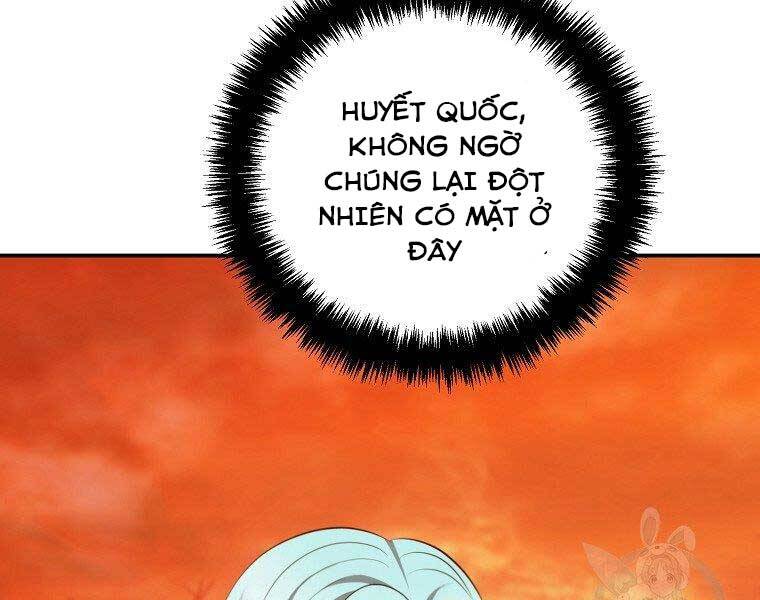 HUYẾT QUỐC,
KHÔNG NGỜ
CHÚNG LẠI ĐỘT
NHIÊN CÓ MẶT Ở
ĐÂY